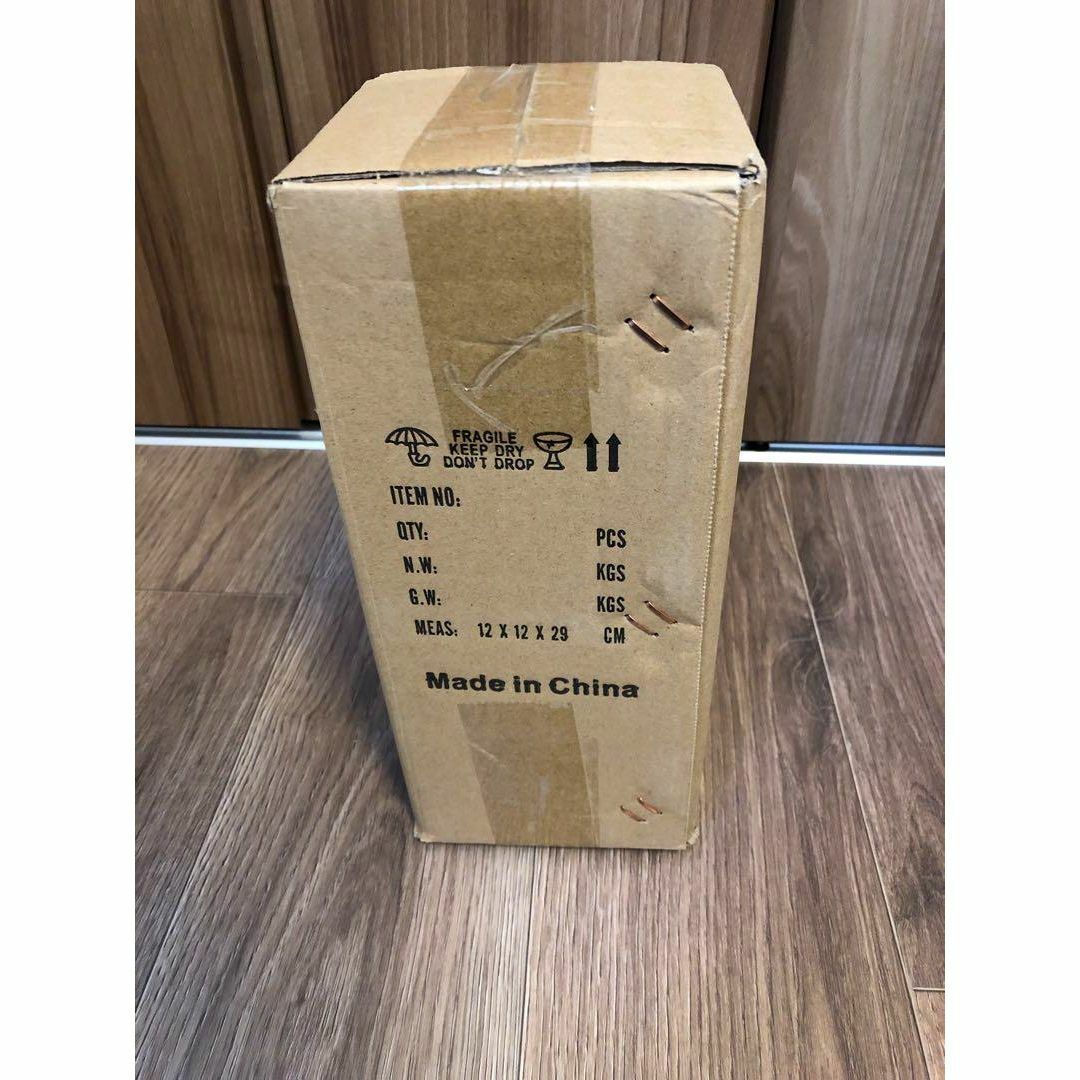 FRAGILE
KEEP DRY
DON'T DROP
ITEM NO:
QTY: PCS
N.W: KGS
G.W: KGS
MEAS: 12 X 12 X 29 CM
Made in China